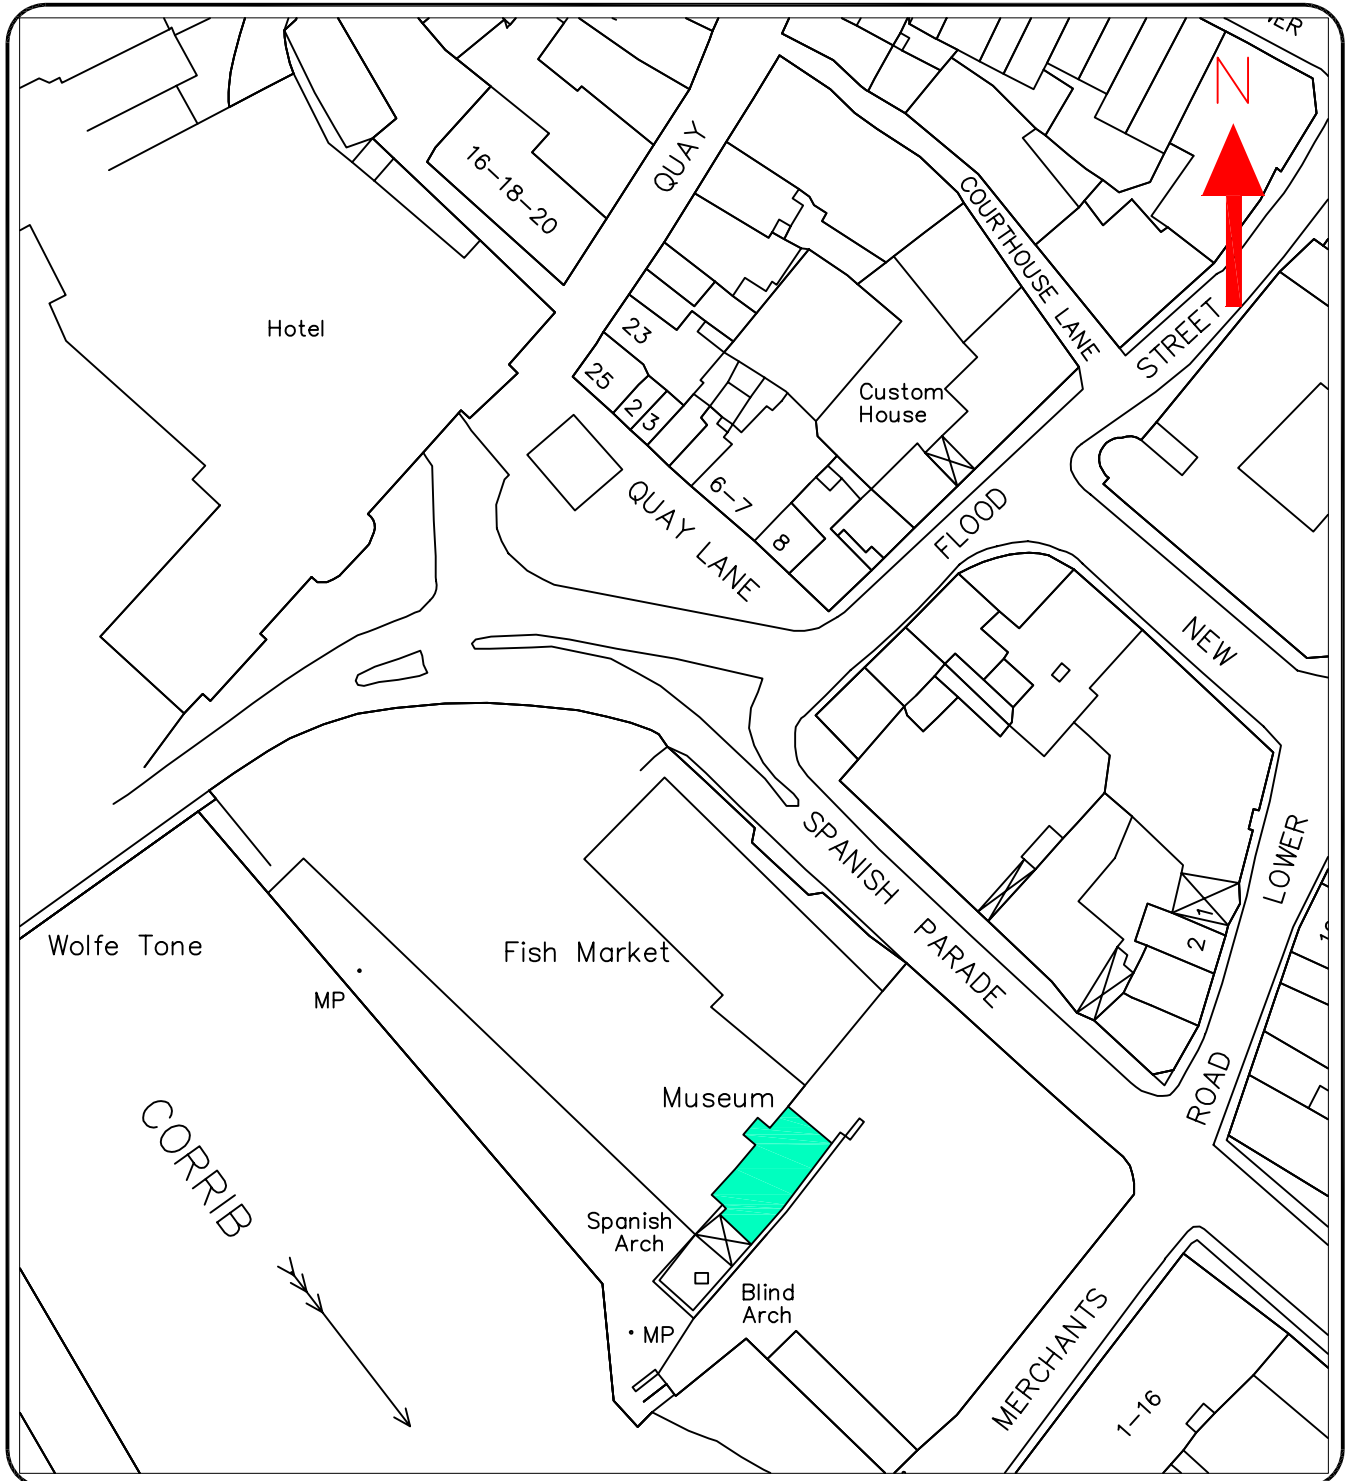 N
QUAY
16-18-20
COURTHOUSE LANE
Hotel
STREET
23
25
2
3
Custom
House
6-7
8
QUAY LANE
FLOOD
NEW
SPANISH PARADE
LOWER
1
2
Wolfe Tone
Fish Market
MP
ROAD
Museum
CORRIB
Spanish
Arch
Blind
Arch
MP
MERCHANTS
1-16